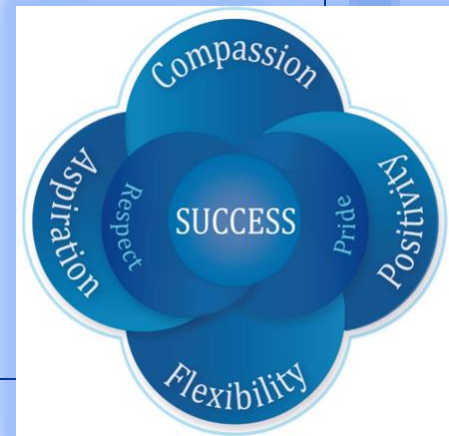 Compassion
Aspiration
Respect
SUCCESS
Pride
Positivity
Flexibility